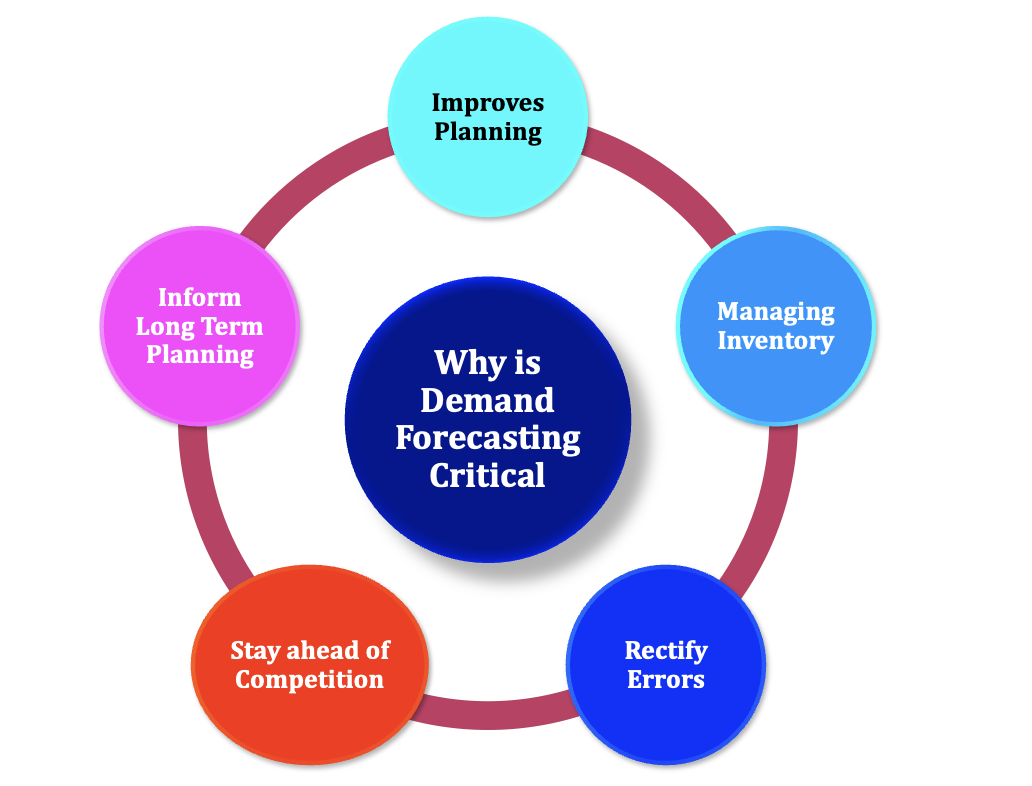 Improves
Planning
Inform
Long Term
Planning
Managing
Inventory
Why is
Demand
Forecasting
Critical
Stay ahead of
Competition
Rectify
Errors